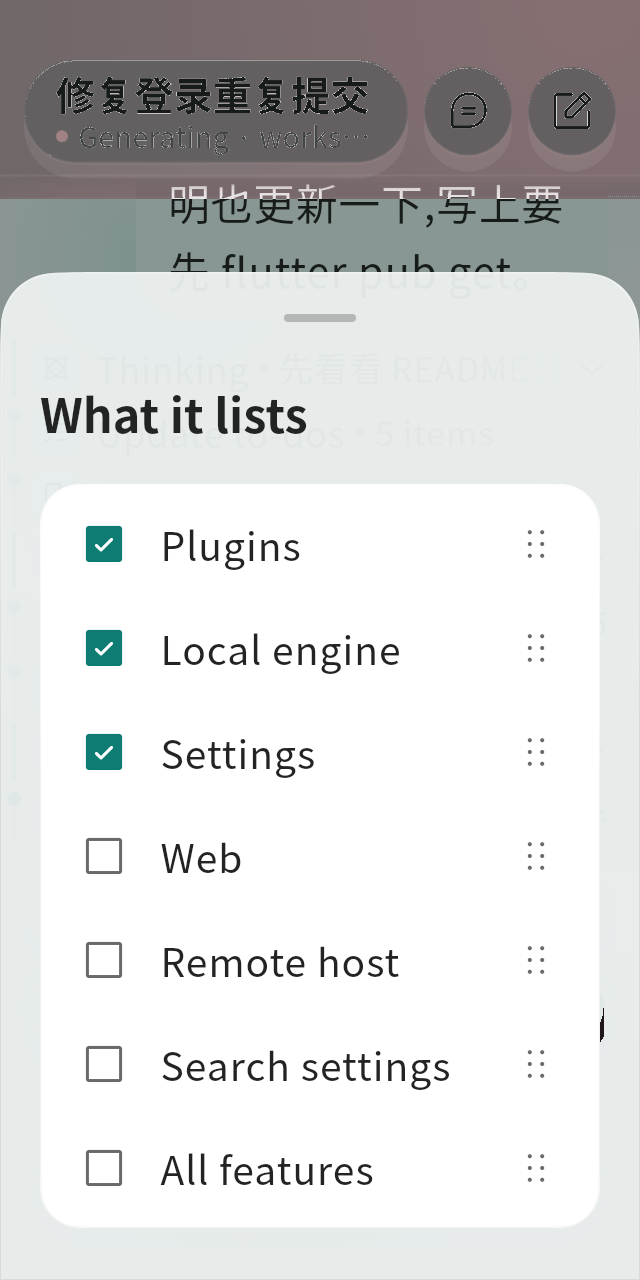 修复登录重复提交
Generating · works···
明也更新一下,写上要
先 flutter pub get。
Thinking · 先看看 README
What it lists
Update to-dos · 5 items
Plugins
Local engine
Settings
Web
Remote host
Search settings
All features